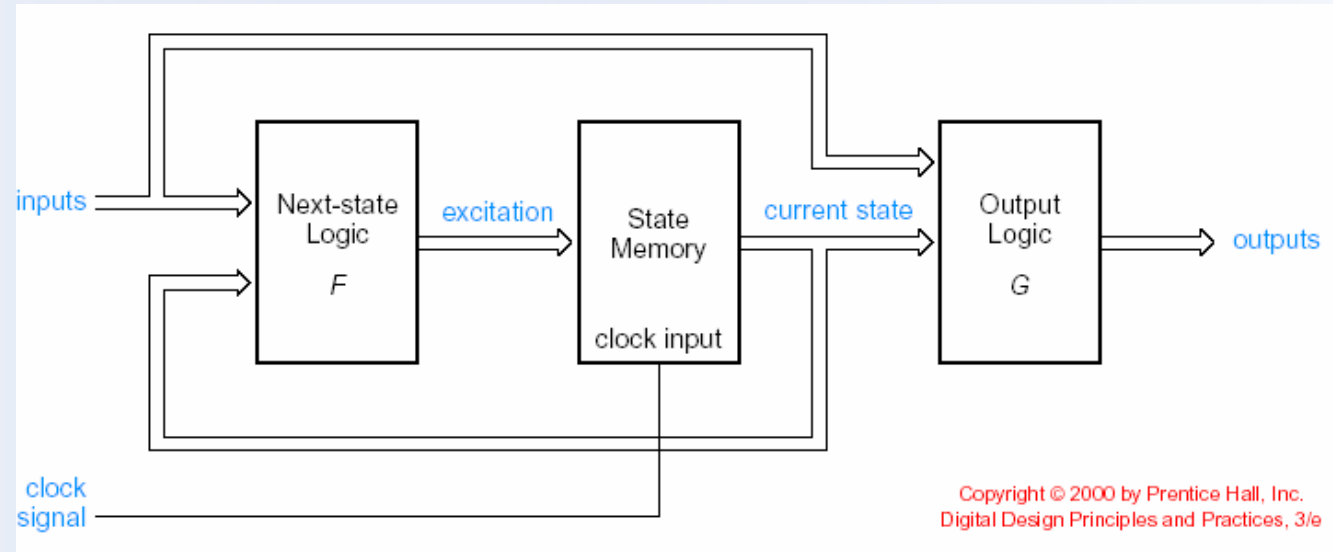 inputs
Next-state
Logic
F
excitation
State
Memory
clock input
current state
Output
Logic
G
outputs
clock
signal
Copyright © 2000 by Prentice Hall, Inc.
Digital Design Principles and Practices, 3/e